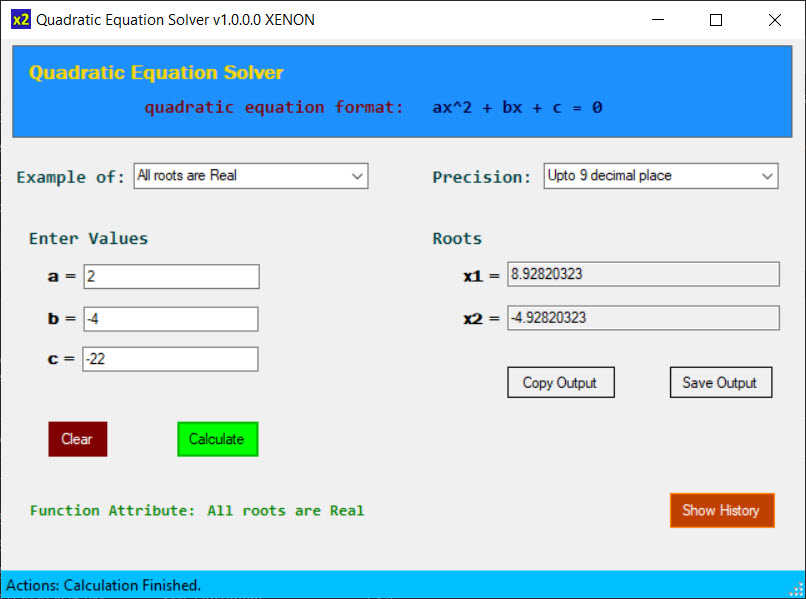 x2 Quadratic Equation Solver v1.0.0.0 XENON
Quadratic Equation Solver
quadratic equation format: ax^2 + bx + c = 0
Example of: All roots are Real
Precision: Upto 9 decimal place
Enter Values
Roots
a = 2
x1 = 8.92820323
b = -4
x2 = -4.92820323
c = -22
Copy Output
Save Output
Clear
Calculate
Function Attribute: All roots are Real
Show History
Actions: Calculation Finished.